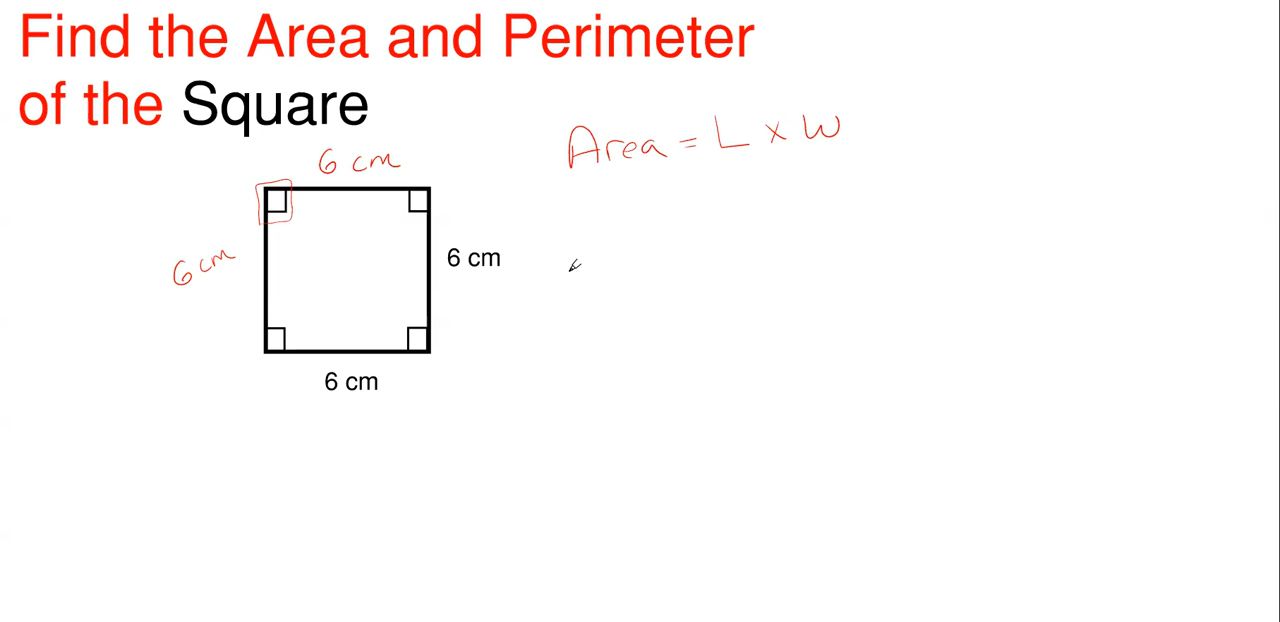 Find the Area and Perimeter
of the Square
Area = L x W
6 cm
6 cm
6 cm
6 cm